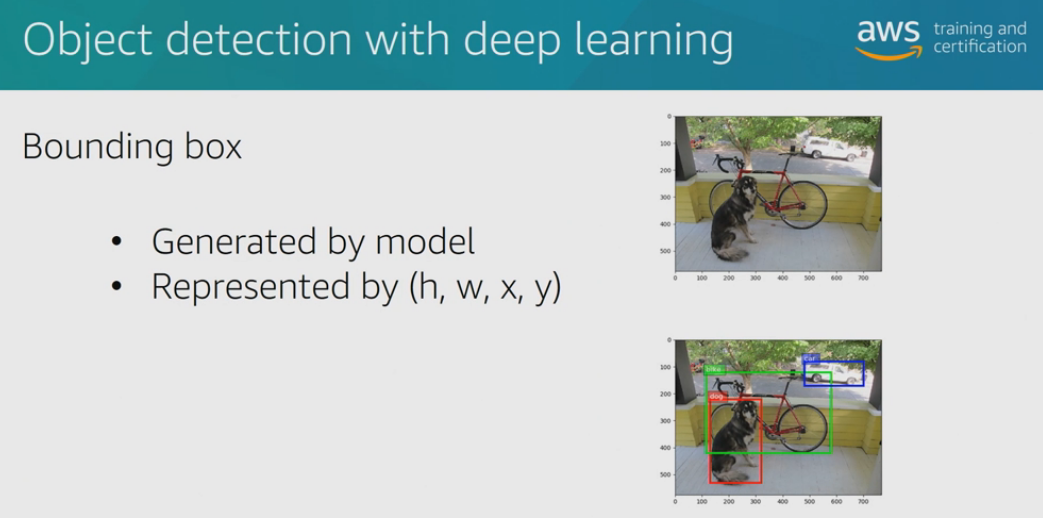 Object detection with deep learning
aws training and certification
Bounding box
• Generated by model
• Represented by (h, w, x, y)
0
100
200
300
400
500
0 100 200 300 400 500 600 700
0
100
200
300
400
500
car
bike
dog
0 100 200 300 400 500 600 700